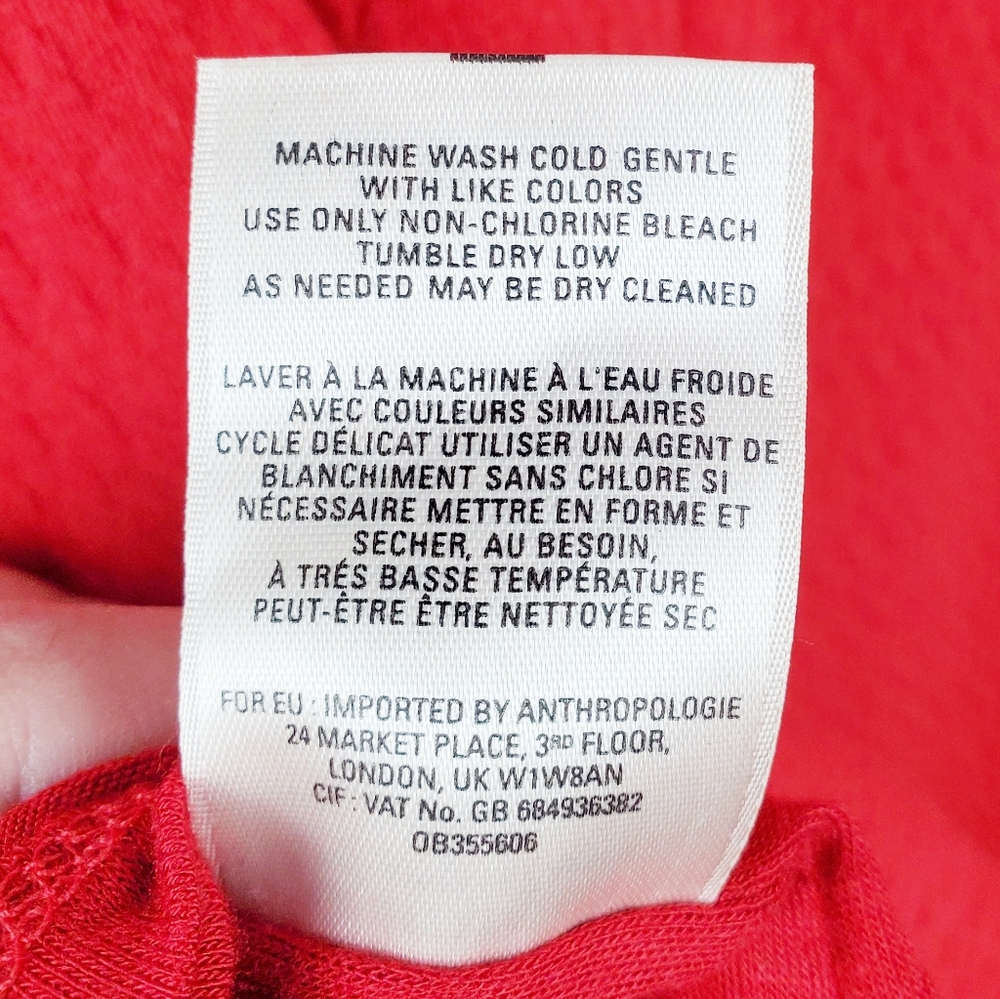 MACHINE WASH COLD GENTLE
WITH LIKE COLORS
USE ONLY NON-CHLORINE BLEACH
TUMBLE DRY LOW
AS NEEDED MAY BE DRY CLEANED
LAVER À LA MACHINE À L'EAU FROIDE
AVEC COULEURS SIMILAIRES
CYCLE DÉLICAT UTILISER UN AGENT DE
BLANCHIMENT SANS CHLORE SI
NÉCESSAIRE METTRE EN FORME ET
SECHER, AU BESOIN,
À TRÉS BASSE TEMPÉRATURE
PEUT-ÊTRE ÊTRE NETTOYÉE SEC
FOR EU : IMPORTED BY ANTHROPOLOGIE
24 MARKET PLACE, 3RD FLOOR,
LONDON, UK W1W8AN
CIF : VAT No. GB 684936382
OB355606